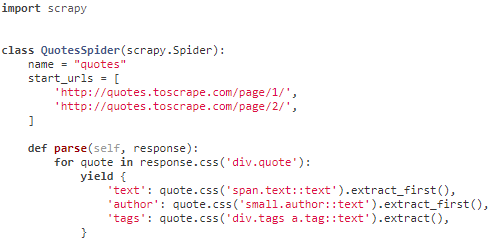 import scrapy


class QuotesSpider(scrapy.Spider):
    name = "quotes"
    start_urls = [
        'http://quotes.toscrape.com/page/1/',
        'http://quotes.toscrape.com/page/2/',
    ]

    def parse(self, response):
        for quote in response.css('div.quote'):
            yield {
                'text': quote.css('span.text::text').extract_first(),
                'author': quote.css('small.author::text').extract_first(),
                'tags': quote.css('div.tags a.tag::text').extract(),
            }